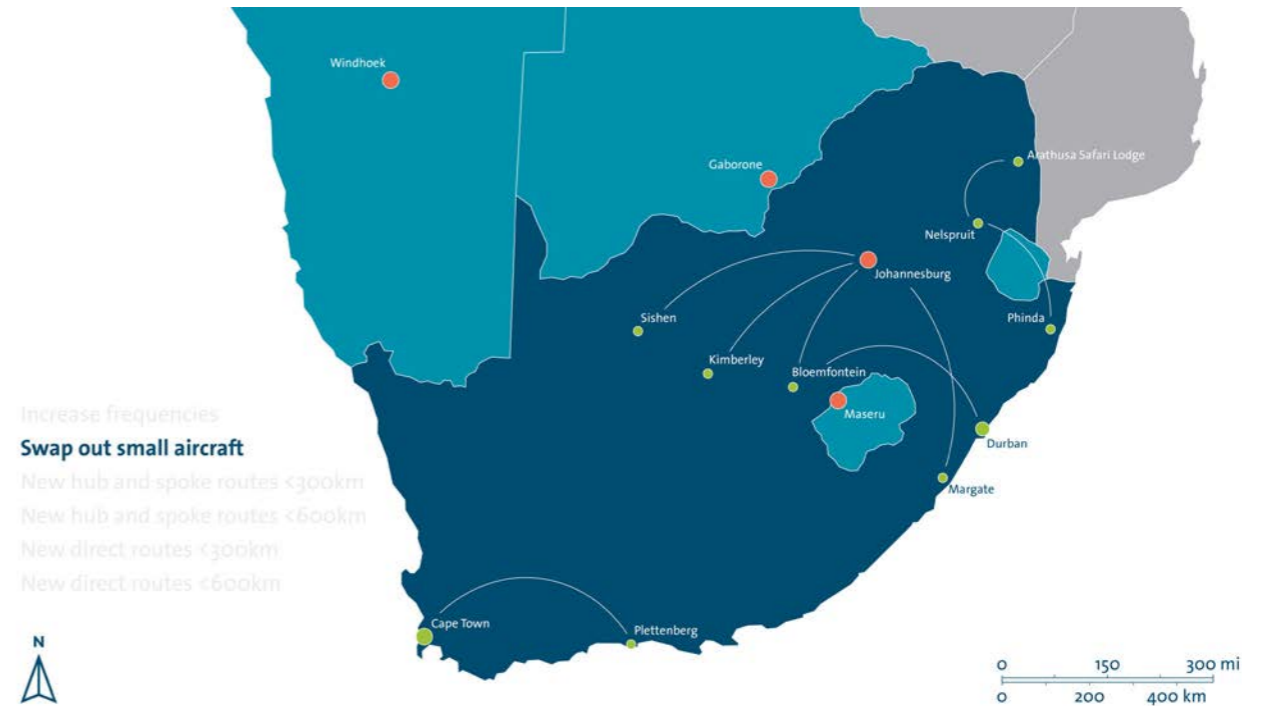 Windhoek
Gaborone
Arathusa Safari Lodge
Nelspruit
Johannesburg
Sishen
Phinda
Kimberley
Bloemfontein
Maseru
Increase frequencies
Swap out small aircraft
Durban
New hub and spoke routes <300km
Margate
New hub and spoke routes <600km
New direct routes <300km
New direct routes <600km
Cape Town
Plettenberg
N
0 150 300 mi
0 200 400 km